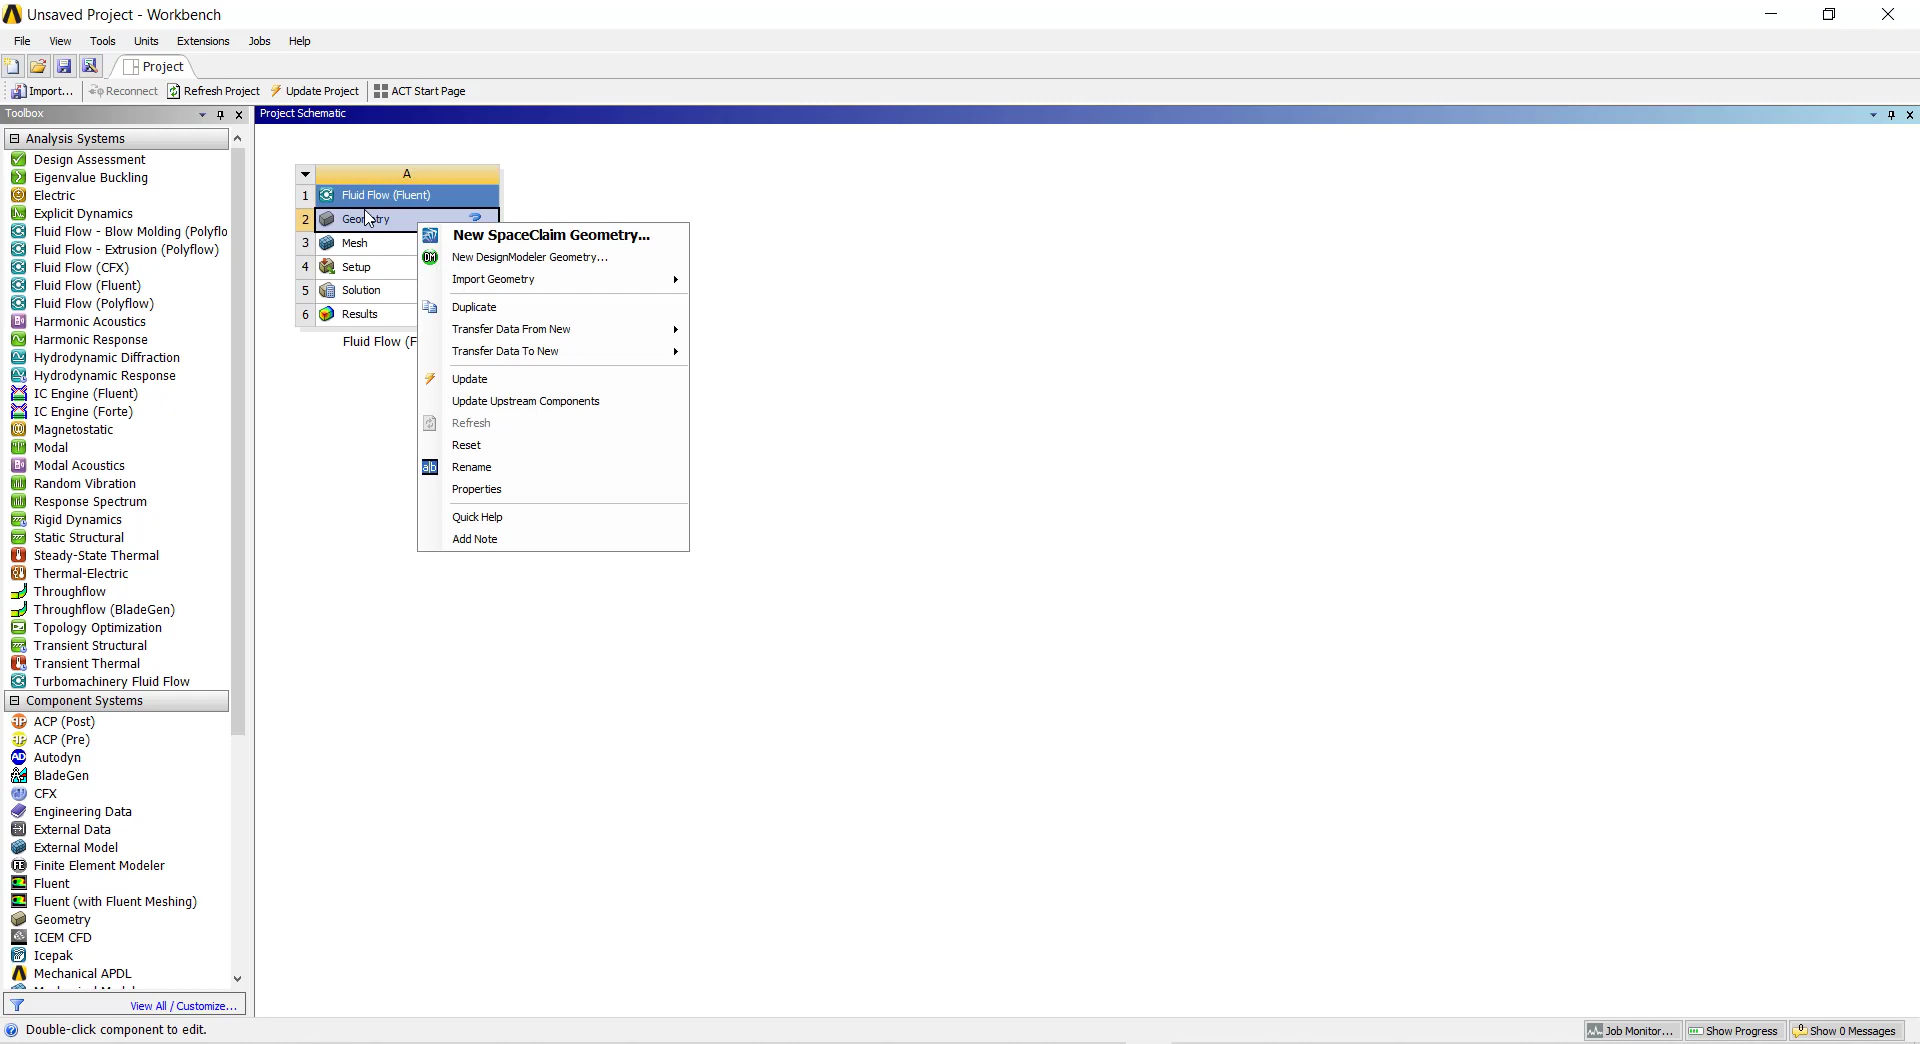 Unsaved Project - Workbench
File View Tools Units Extensions Jobs Help
Project
Import... Reconnect Refresh Project Update Project ACT Start Page
Toolbox
Analysis Systems
Design Assessment
Eigenvalue Buckling
Electric
Explicit Dynamics
Fluid Flow - Blow Molding (Polyflo
Fluid Flow - Extrusion (Polyflow)
Fluid Flow (CFX)
Fluid Flow (Fluent)
Fluid Flow (Polyflow)
Harmonic Acoustics
Harmonic Response
Hydrodynamic Diffraction
Hydrodynamic Response
IC Engine (Fluent)
IC Engine (Forte)
Magnetostatic
Modal
Modal Acoustics
Random Vibration
Response Spectrum
Rigid Dynamics
Static Structural
Steady-State Thermal
Thermal-Electric
Throughflow
Throughflow (BladeGen)
Topology Optimization
Transient Structural
Transient Thermal
Turbomachinery Fluid Flow
Component Systems
ACP (Post)
ACP (Pre)
Autodyn
BladeGen
CFX
Engineering Data
External Data
External Model
Finite Element Modeler
Fluent
Fluent (with Fluent Meshing)
Geometry
ICEM CFD
Icepak
Mechanical APDL
View All / Customize...
Project Schematic
A
1 Fluid Flow (Fluent)
2 Geometry ?
3 Mesh
4 Setup
5 Solution
6 Results
Fluid Flow (F
New SpaceClaim Geometry...
DM New DesignModeler Geometry...
Import Geometry
Duplicate
Transfer Data From New
Transfer Data To New
Update
Update Upstream Components
Refresh
Reset
a|b Rename
Properties
Quick Help
Add Note
Double-click component to edit.
Job Monitor... Show Progress Show 0 Messages